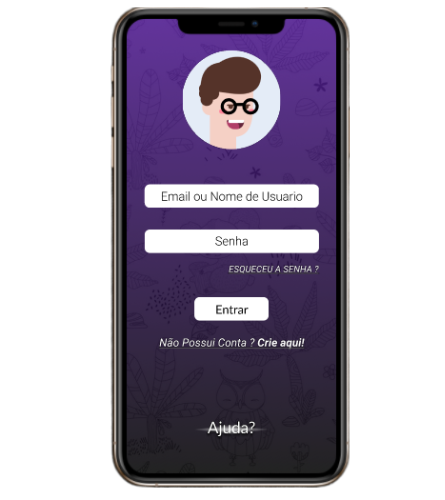 Email ou Nome de Usuario
Senha
ESQUECEU A SENHA ?
Entrar
Não Possui Conta ? Crie aqui!
Ajuda?